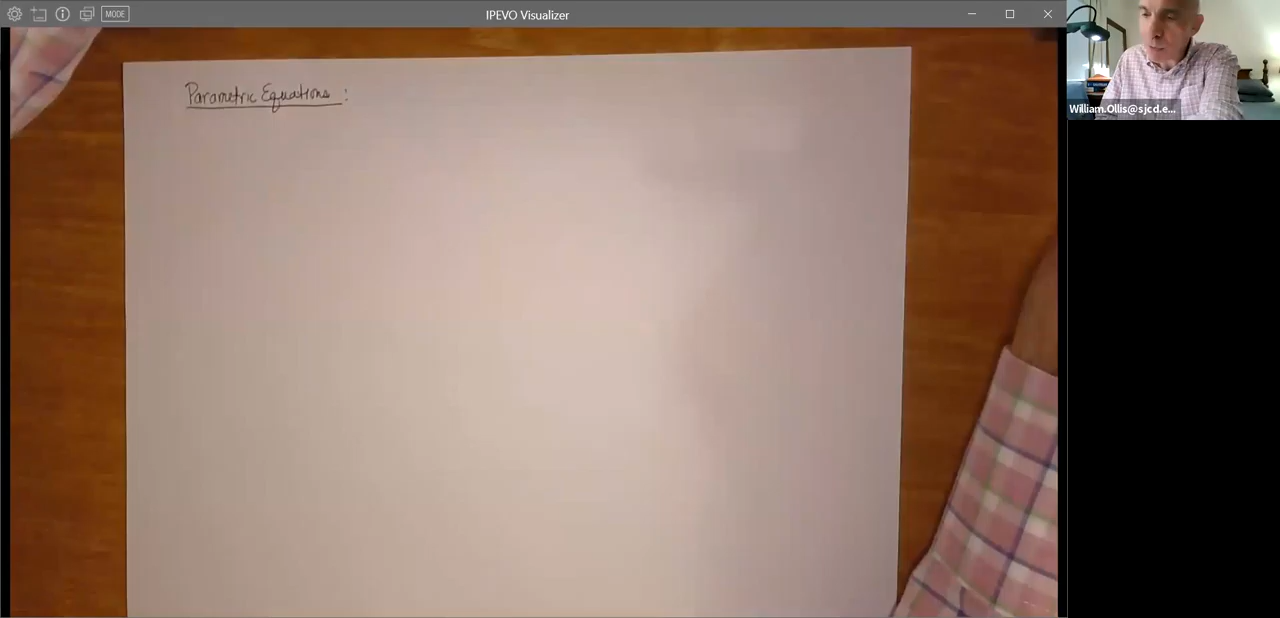 MODE
IPEVO Visualizer
Parametric Equations :
William.Ollis@sjcd.e...